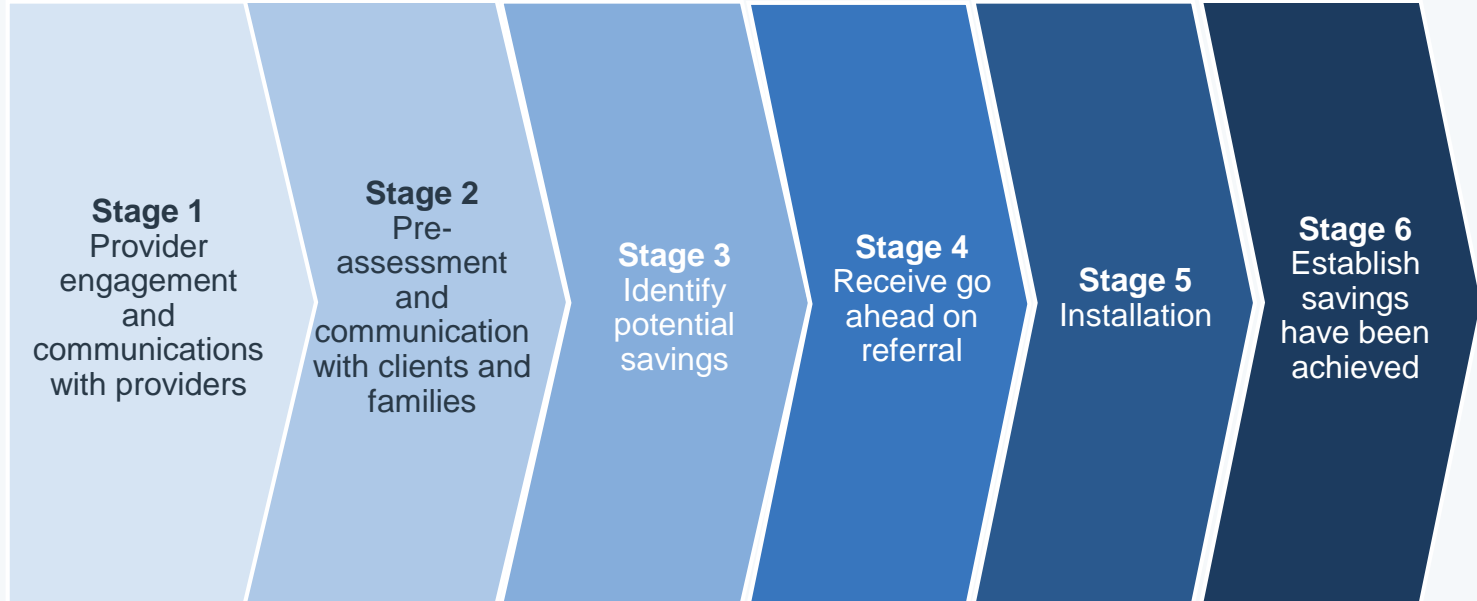 Stage 1
Provider
engagement
and
communications
with providers
Stage 2
Pre-
assessment
and
communication
with clients and
families
Stage 3
Identify
potential
savings
Stage 4
Receive go
ahead on
referral
Stage 5
Installation
Stage 6
Establish
savings
have been
achieved